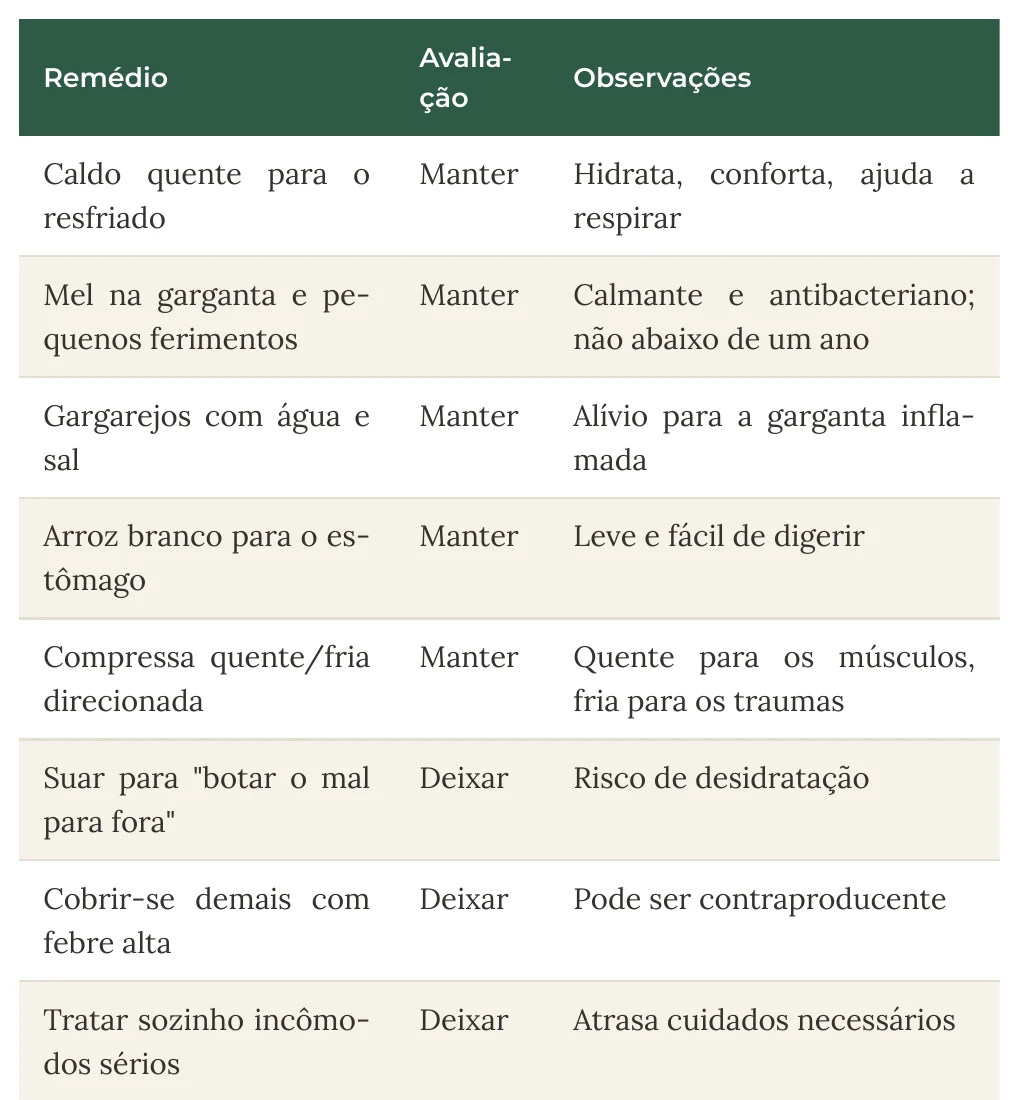 Remédio
Avalia-
ção
Observações
Caldo quente para o
resfriado
Manter
Hidrata, conforta, ajuda a
respirar
Mel na garganta e pe-
quenos ferimentos
Manter
Calmante e antibacteriano;
não abaixo de um ano
Gargarejos com água e
sal
Manter
Alívio para a garganta infla-
mada
Arroz branco para o es-
tômago
Manter
Leve e fácil de digerir
Compressa quente/fria
direcionada
Manter
Quente para os músculos,
fria para os traumas
Suar para "botar o mal
para fora"
Deixar
Risco de desidratação
Cobrir-se demais com
febre alta
Deixar
Pode ser contraproducente
Tratar sozinho incômo-
dos sérios
Deixar
Atrasa cuidados necessários